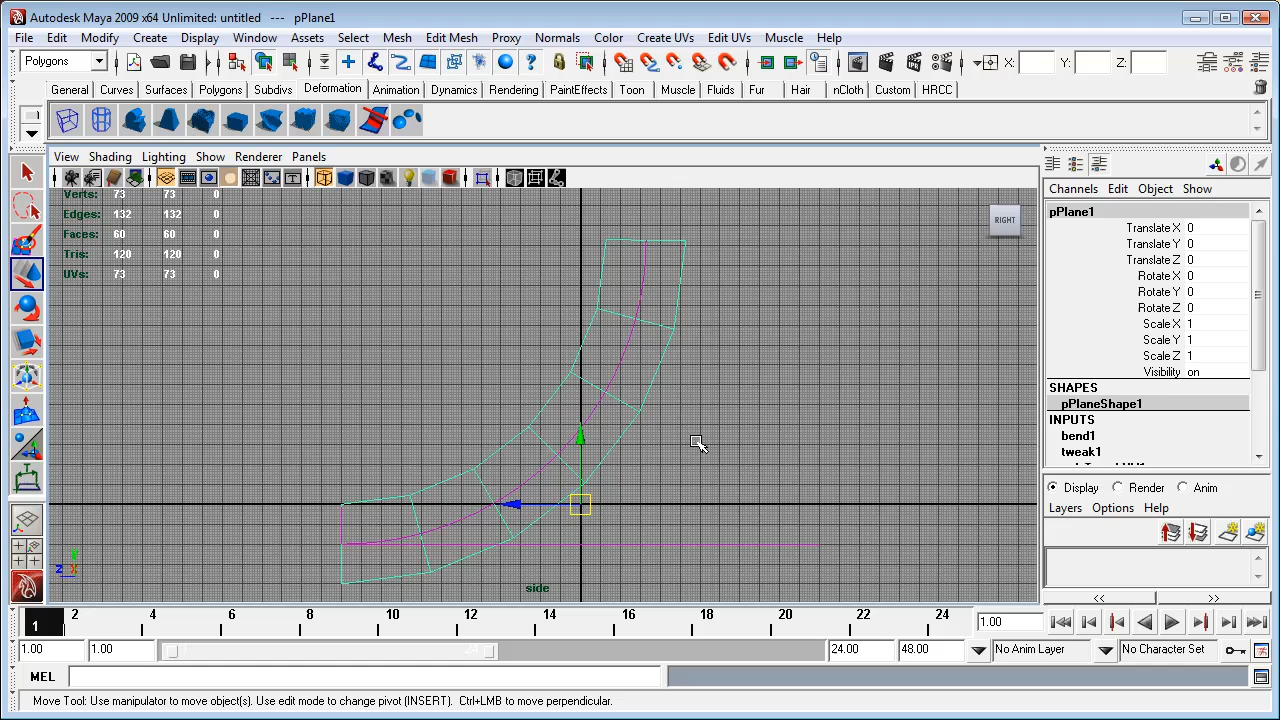 Autodesk Maya 2009 x64 Unlimited: untitled --- pPlane1
File Edit Modify Create Display Window Assets Select Mesh Edit Mesh Proxy Normals Color Create UVs Edit UVs Muscle Help
Polygons X: Y: Z:
General Curves Surfaces Polygons Subdivs Deformation Animation Dynamics Rendering PaintEffects Toon Muscle Fluids Fur Hair nCloth Custom HRCC
View Shading Lighting Show Renderer Panels
Channels Edit Object Show
Verts: 73 73 0
Edges: 132 132 0
Faces: 60 60 0
Tris: 120 120 0
UVs: 73 73 0
RIGHT
pPlane1
Translate X 0
Translate Y 0
Translate Z 0
Rotate X 0
Rotate Y 0
Rotate Z 0
Scale X 1
Scale Y 1
Scale Z 1
Visibility on
SHAPES
pPlaneShape1
INPUTS
bend1
tweak1
Display Render Anim
Layers Options Help
y
z x
side
<< >>
1 2 4 6 8 10 12 14 16 18 20 22 24 1.00
1.00 1.00 24 24.00 48.00 No Anim Layer No Character Set
MEL
Move Tool: Use manipulator to move object(s). Use edit mode to change pivot (INSERT). Ctrl+LMB to move perpendicular.